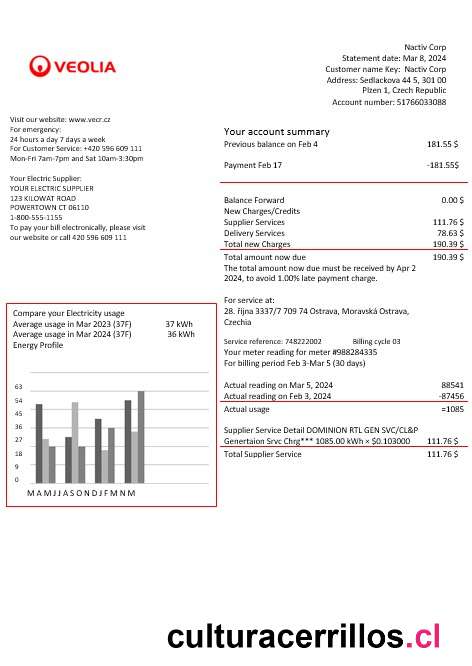 Nactiv Corp
Statement date: Mar 8, 2024
Customer name Key:  Nactiv Corp
Address: Sedlackova 44 5, 301 00
Plzen 1, Czech Republic
Account number: 51766033088
VEOLIA
Visit our website: www.vecr.cz
For emergency:
24 hours a day 7 days a week
For Customer Service: +420 596 609 111
Mon-Fri 7am-7pm and Sat 10am-3:30pm
Your Electric Supplier:
YOUR ELECTRIC SUPPLIER
123 KILOWAT ROAD
POWERTOWN CT 06110
1-800-555-1155
To pay your bill electronically, please visit
our website or call 420 596 609 111
Your account summary
Previous balance on Feb 4 181.55 $
Payment Feb 17 -181.55$
Balance Forward 0.00 $
New Charges/Credits
Supplier Services 111.76 $
Delivery Services 78.63 $
Total new Charges 190.39 $
Total amount now due 190.39 $
The total amount now due must be received by Apr 2
2024, to avoid 1.00% late payment charge.
For service at:
28. října 3337/7 709 74 Ostrava, Moravská Ostrava,
Czechia
Service reference: 748222002 Billing cycle 03
Your meter reading for meter #988284335
For billing period Feb 3-Mar 5 (30 days)
Actual reading on Mar 5, 2024 88541
Actual reading on Feb 3, 2024 -87456
Actual usage =1085
Supplier Service Detail DOMINION RTL GEN SVC/CL&P
Genertaion Srvc Chrg*** 1085.00 kWh × $0.103000 111.76 $
Total Supplier Service 111.76 $
Compare your Electricity usage
Average usage in Mar 2023 (37F) 37 kWh
Average usage in Mar 2024 (37F) 36 kWh
Energy Profile
63
54
45
36
27
18
9
0
M A M J J A S O N D J F M N M
culturacerrillos.cl